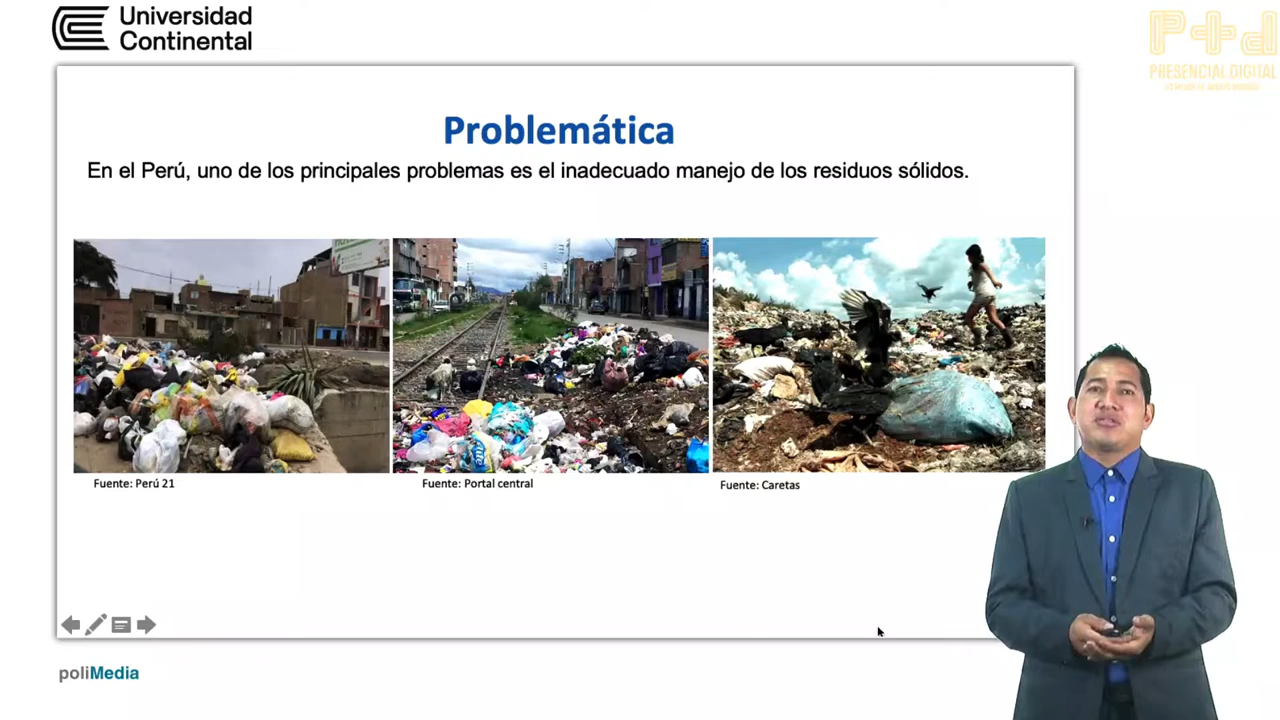 Universidad
Continental
PRESENCIAL DIGITAL
Problemática
En el Perú, uno de los principales problemas es el inadecuado manejo de los residuos sólidos.
Fuente: Perú 21
Fuente: Portal central
Fuente: Caretas
poliMedia